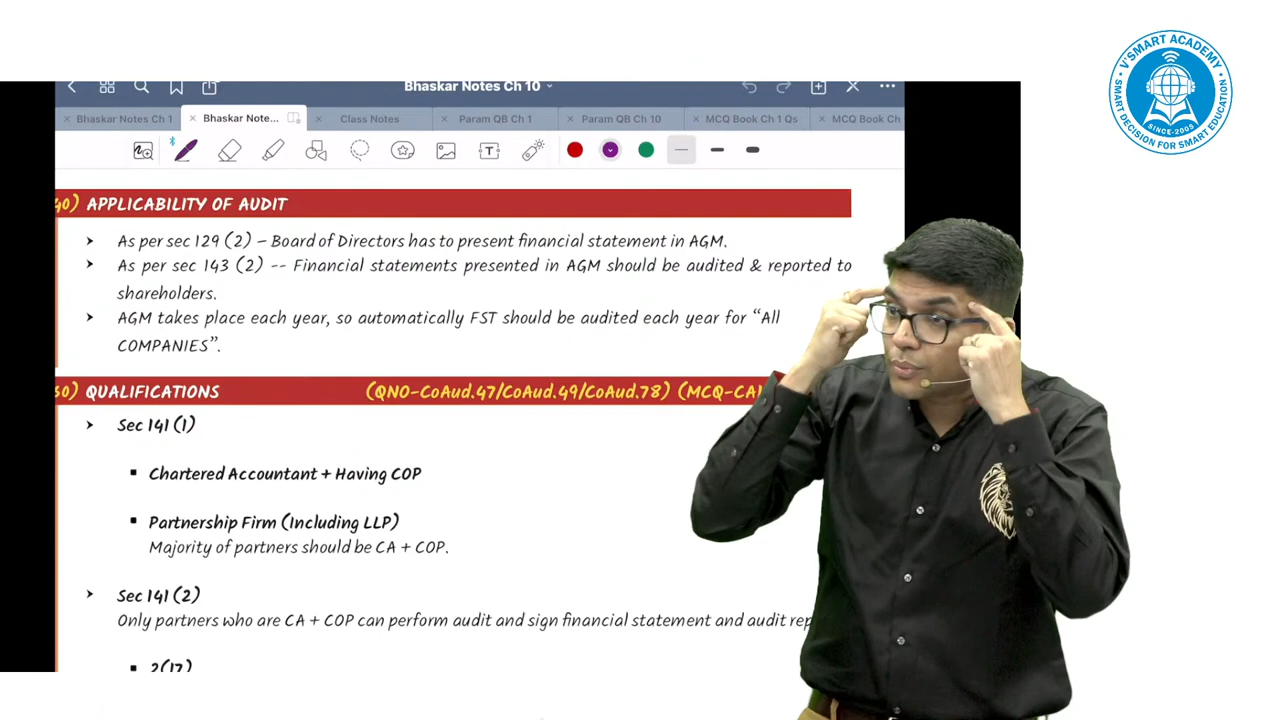 V'SMART ACADEMY
SMART DECISION FOR SMART EDUCATION
SINCE-2005
Bhaskar Notes Ch 10
Bhaskar Notes Ch 1
Bhaskar Note...
Class Notes
Param QB Ch 1
Param QB Ch 10
MCQ Book Ch 1 Qs
MCQ Book Ch
APPLICABILITY OF AUDIT
➤ As per sec 129 (2) – Board of Directors has to present financial statement in AGM.
➤ As per sec 143 (2) -- Financial statements presented in AGM should be audited & reported to
shareholders.
➤ AGM takes place each year, so automatically FST should be audited each year for “All
COMPANIES”.
QUALIFICATIONS (QNO-CoAud.47/CoAud.49/CoAud.78) (MCQ-CA
➤ Sec 141 (1)
▪ Chartered Accountant + Having COP
▪ Partnership Firm (Including LLP)
Majority of partners should be CA + COP.
➤ Sec 141 (2)
Only partners who are CA + COP can perform audit and sign financial statement and audit rep
▪ 2(17)